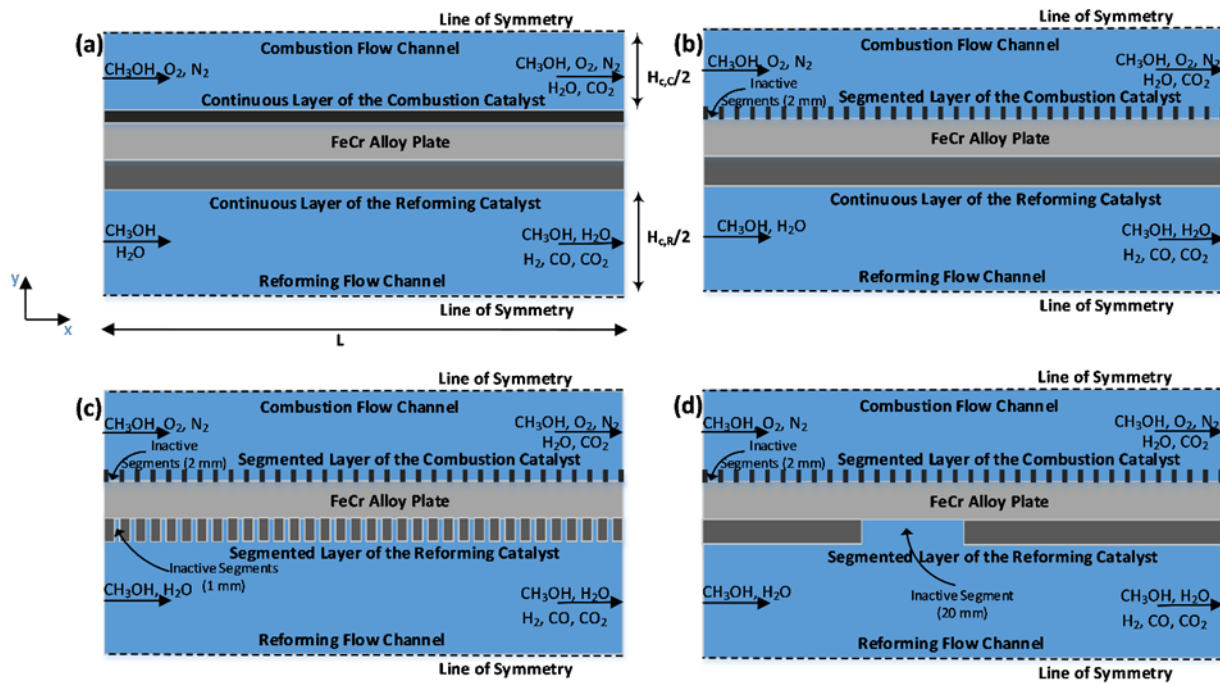 Line of Symmetry
(a)
Combustion Flow Channel
CH₃OH, O₂, N₂
CH₃OH, O₂, N₂
H₂O, CO₂
Continuous Layer of the Combustion Catalyst
FeCr Alloy Plate
Continuous Layer of the Reforming Catalyst
CH₃OH
H₂O
CH₃OH, H₂O
H₂, CO, CO₂
Reforming Flow Channel
Line of Symmetry
H_c,C/2
H_c,R/2
y
x
L
Line of Symmetry
(b)
Combustion Flow Channel
CH₃OH, O₂, N₂
CH₃OH, O₂, N₂
H₂O, CO₂
Inactive
Segments (2 mm)
Segmented Layer of the Combustion Catalyst
FeCr Alloy Plate
Continuous Layer of the Reforming Catalyst
CH₃OH, H₂O
CH₃OH, H₂O
H₂, CO, CO₂
Reforming Flow Channel
Line of Symmetry
Line of Symmetry
(c)
Combustion Flow Channel
CH₃OH, O₂, N₂
CH₃OH, O₂, N₂
H₂O, CO₂
Inactive
Segments (2 mm)
Segmented Layer of the Combustion Catalyst
FeCr Alloy Plate
Segmented Layer of the Reforming Catalyst
Inactive Segments
(1 mm)
CH₃OH, H₂O
CH₃OH, H₂O
H₂, CO, CO₂
Reforming Flow Channel
Line of Symmetry
Line of Symmetry
(d)
Combustion Flow Channel
CH₃OH, O₂, N₂
CH₃OH, O₂, N₂
H₂O, CO₂
Inactive
Segments (2 mm)
Segmented Layer of the Combustion Catalyst
FeCr Alloy Plate
Segmented Layer of the Reforming Catalyst
CH₃OH, H₂O
Inactive Segment
(20 mm)
CH₃OH, H₂O
H₂, CO, CO₂
Reforming Flow Channel
Line of Symmetry